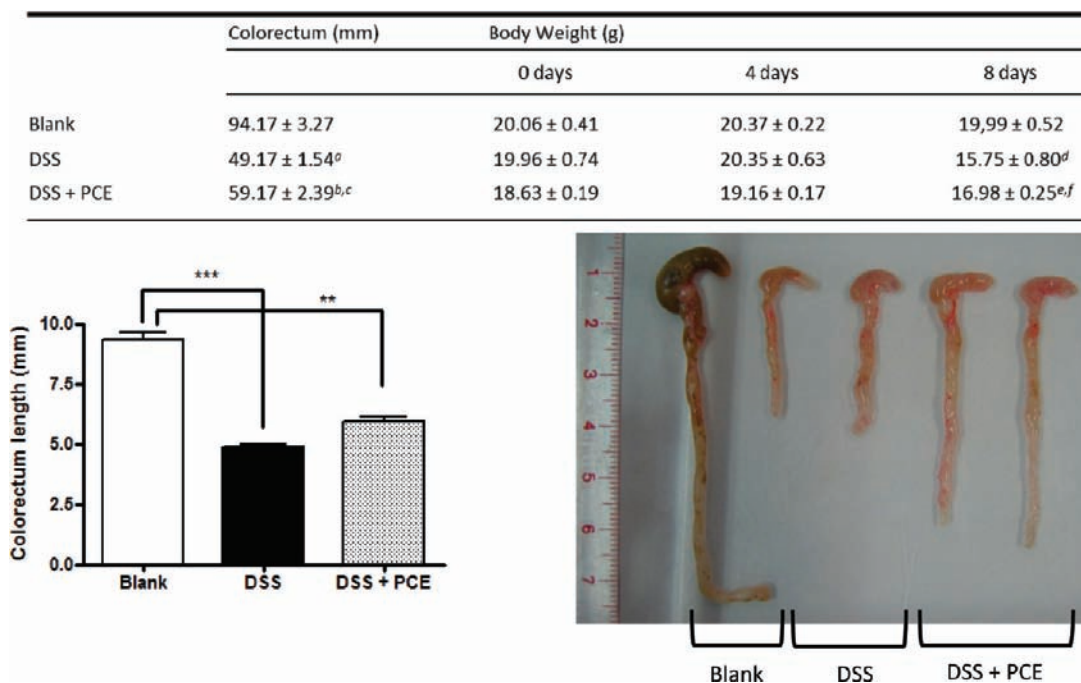 Colorectum (mm) Body Weight (g)
0 days 4 days 8 days
Blank 94.17 ± 3.27 20.06 ± 0.41 20.37 ± 0.22 19,99 ± 0.52
DSS 49.17 ± 1.54ᵃ 19.96 ± 0.74 20.35 ± 0.63 15.75 ± 0.80ᵈ
DSS + PCE 59.17 ± 2.39ᵇ,ᶜ 18.63 ± 0.19 19.16 ± 0.17 16.98 ± 0.25ᵉ,ᶠ
***
**
Colorectum length (mm)
10.0
7.5
5.0
2.5
0.0
Blank DSS DSS + PCE
1
2
3
4
5
6
7
Blank DSS DSS + PCE